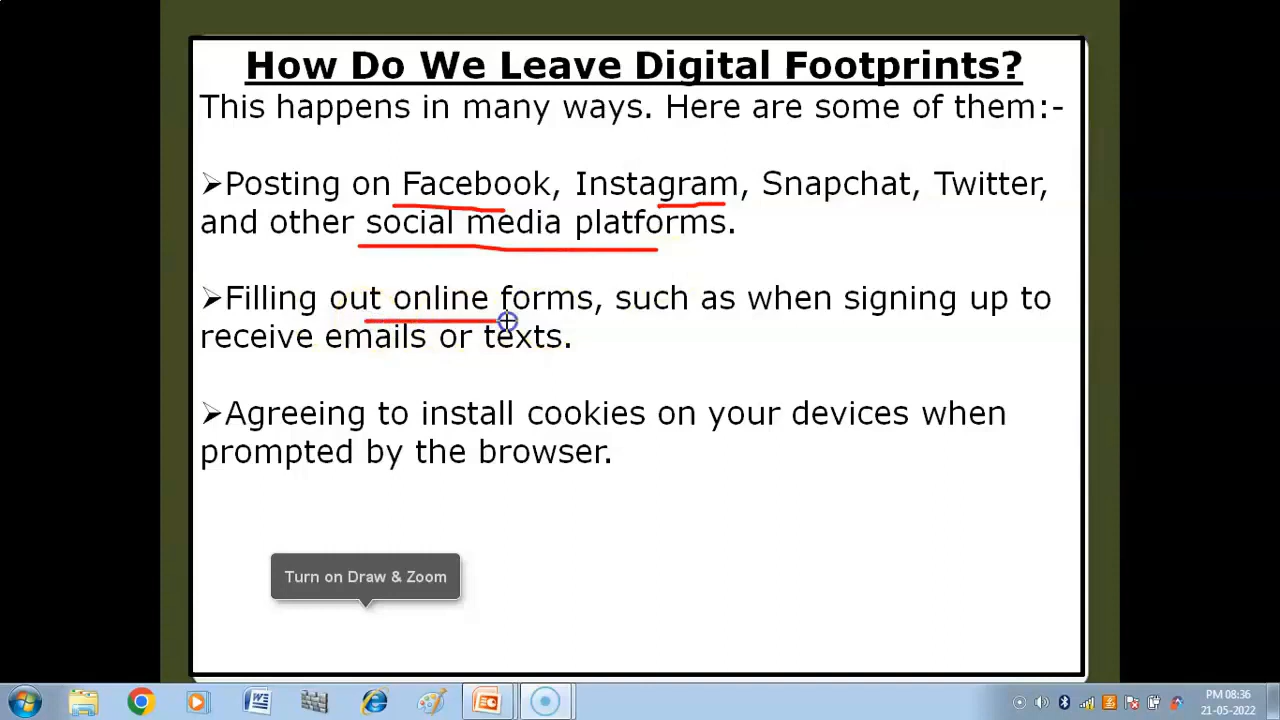 How Do We Leave Digital Footprints?
This happens in many ways. Here are some of them:-
➢Posting on Facebook, Instagram, Snapchat, Twitter,
and other social media platforms.
➢Filling out online forms, such as when signing up to
receive emails or texts.
➢Agreeing to install cookies on your devices when
prompted by the browser.
Turn on Draw & Zoom
PM 08:36
21-05-2022